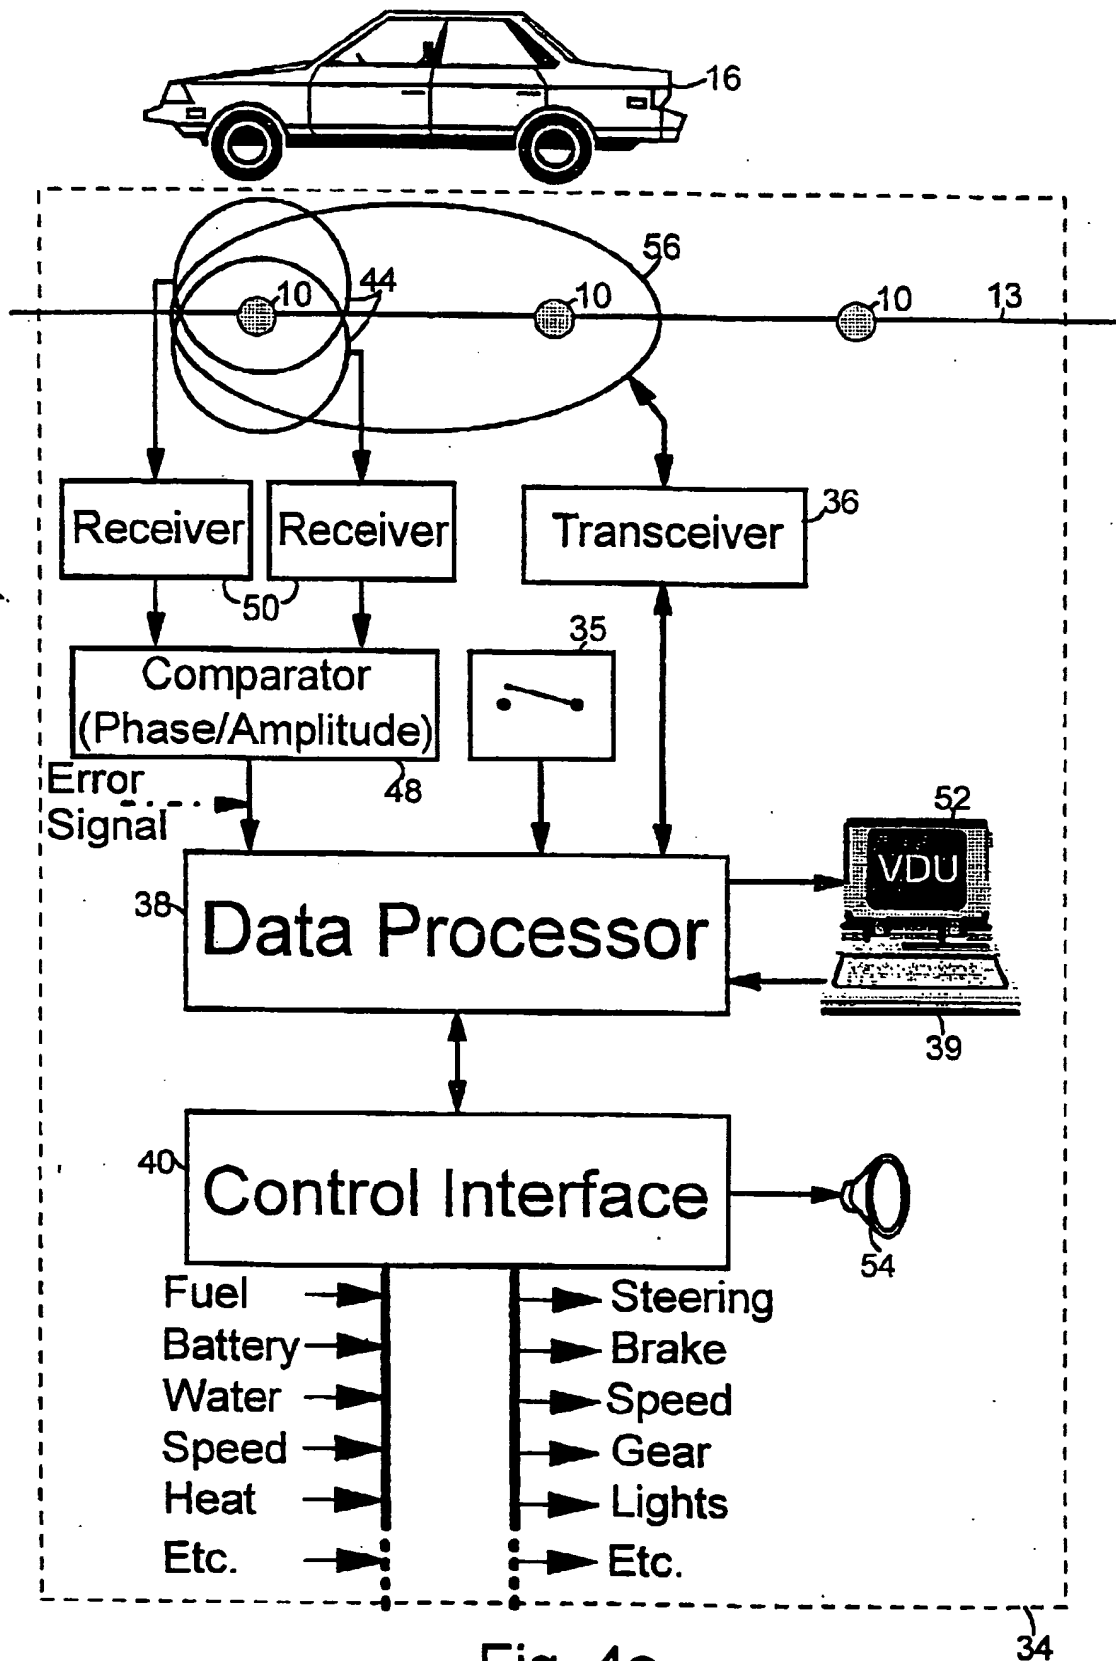 16
56
10
44
10
10
13
Receiver
Receiver
Transceiver
36
50
35
Comparator
(Phase/Amplitude)
Error
Signal
48
52
VDU
38
Data Processor
39
40
Control Interface
54
Fuel
Steering
Battery
Brake
Water
Speed
Speed
Gear
Heat
Lights
Etc.
Etc.
34